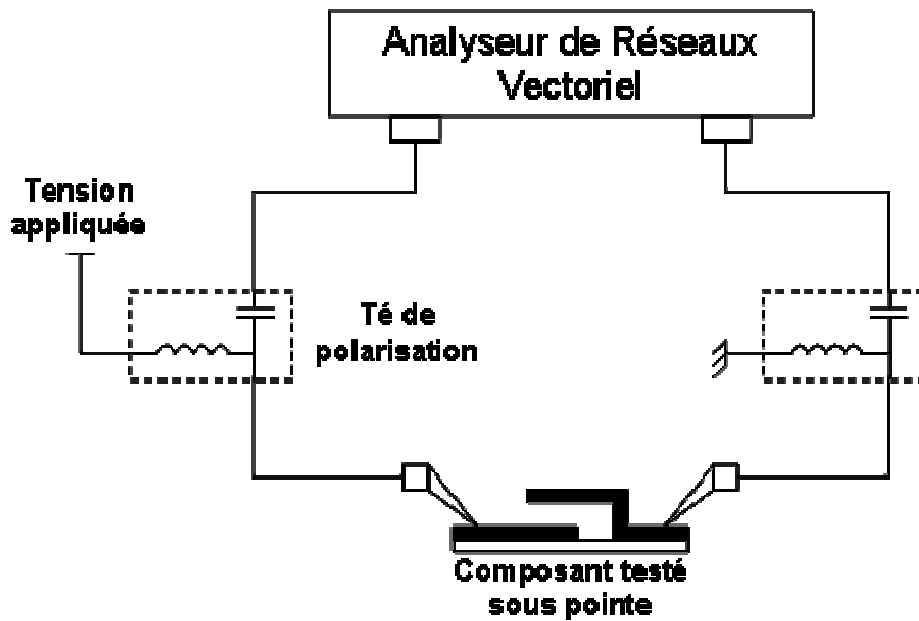 Analyseur de Réseaux
Vectoriel
Tension
appliquée
Té de
polarisation
Composant testé
sous pointe